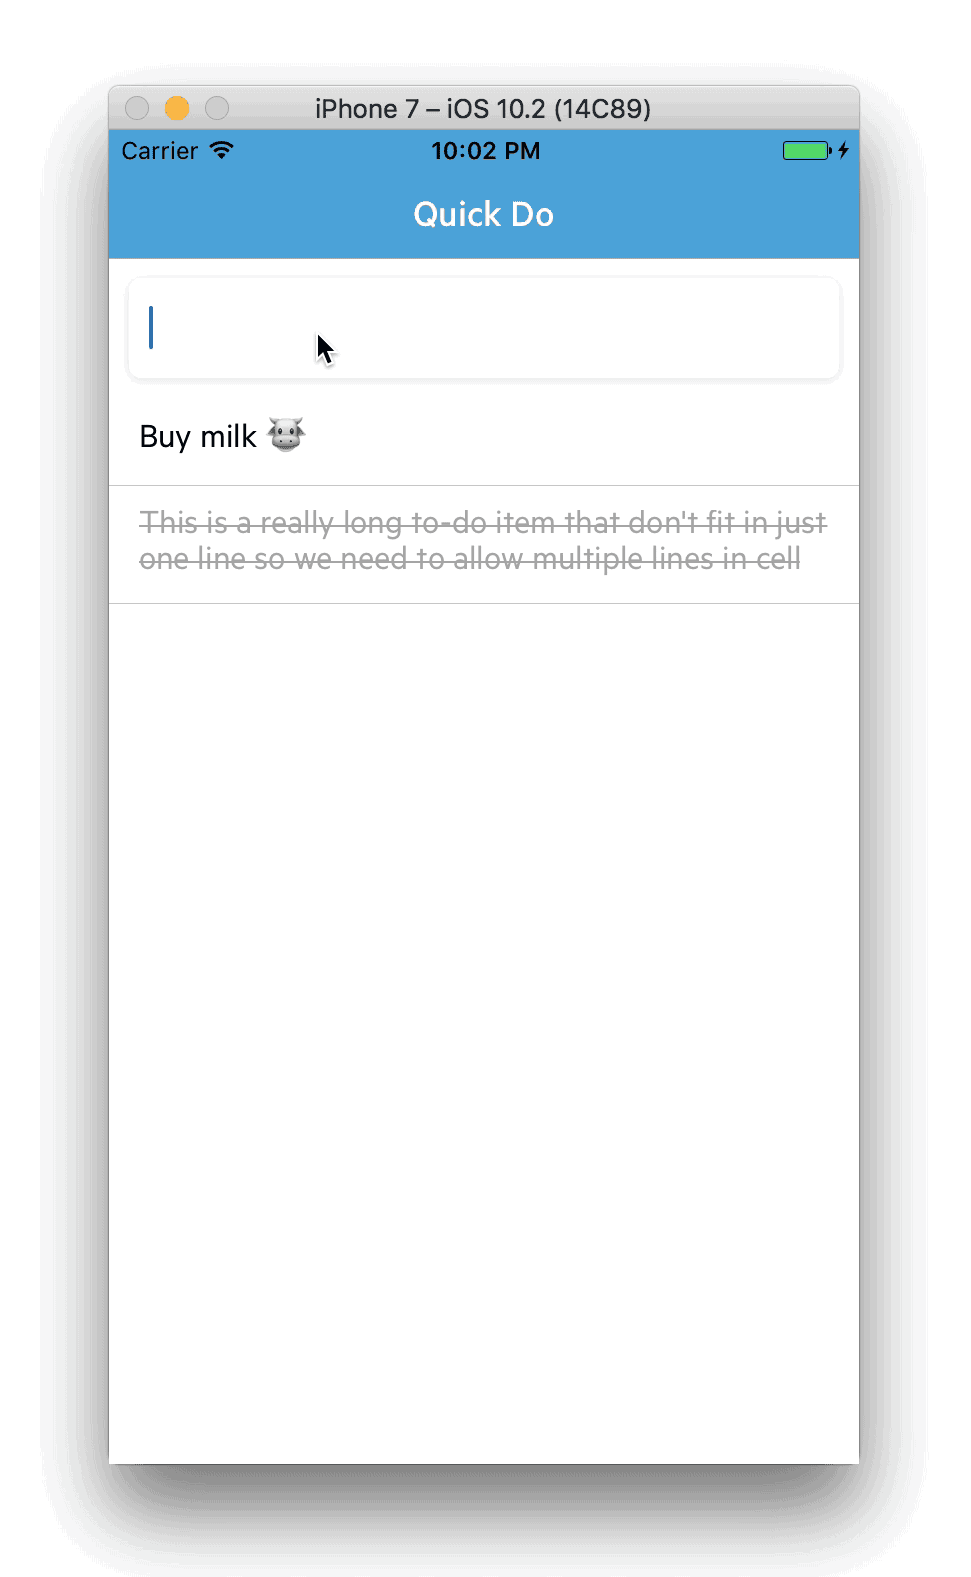 iPhone 7 – iOS 10.2 (14C89)
Carrier 10:02 PM
Quick Do
Buy milk 🐮
This is a really long to-do item that don't fit in just
one line so we need to allow multiple lines in cell